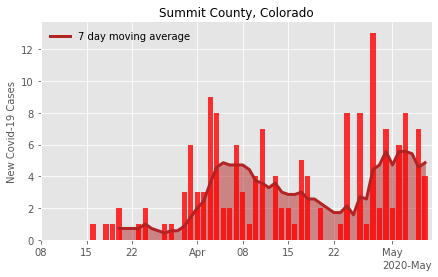 Summit County, Colorado
7 day moving average
New Covid-19 Cases
12
10
8
6
4
2
0
08 15 22 Apr 08 15 22 May
2020-May